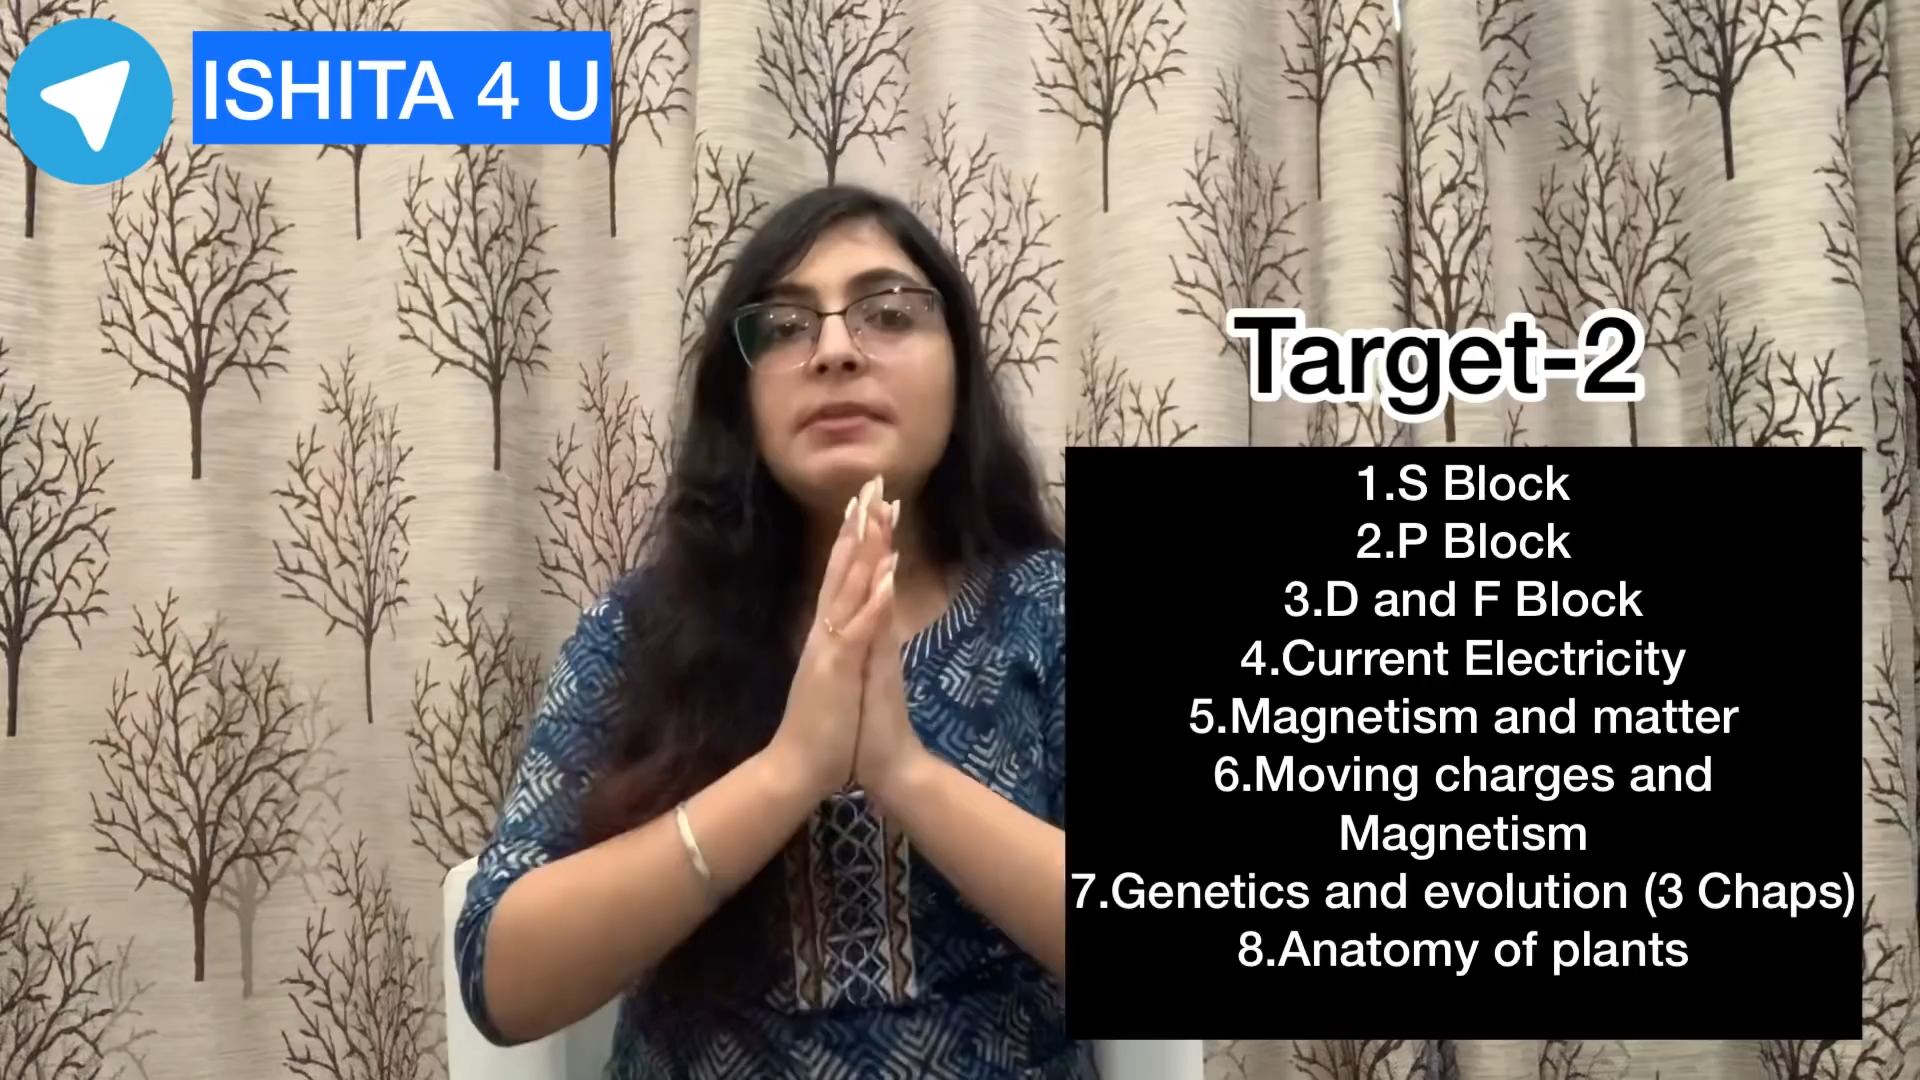 ISHITA 4 U
Target-2
1.S Block
2.P Block
3.D and F Block
4.Current Electricity
5.Magnetism and matter
6.Moving charges and
Magnetism
7.Genetics and evolution (3 Chaps)
8.Anatomy of plants